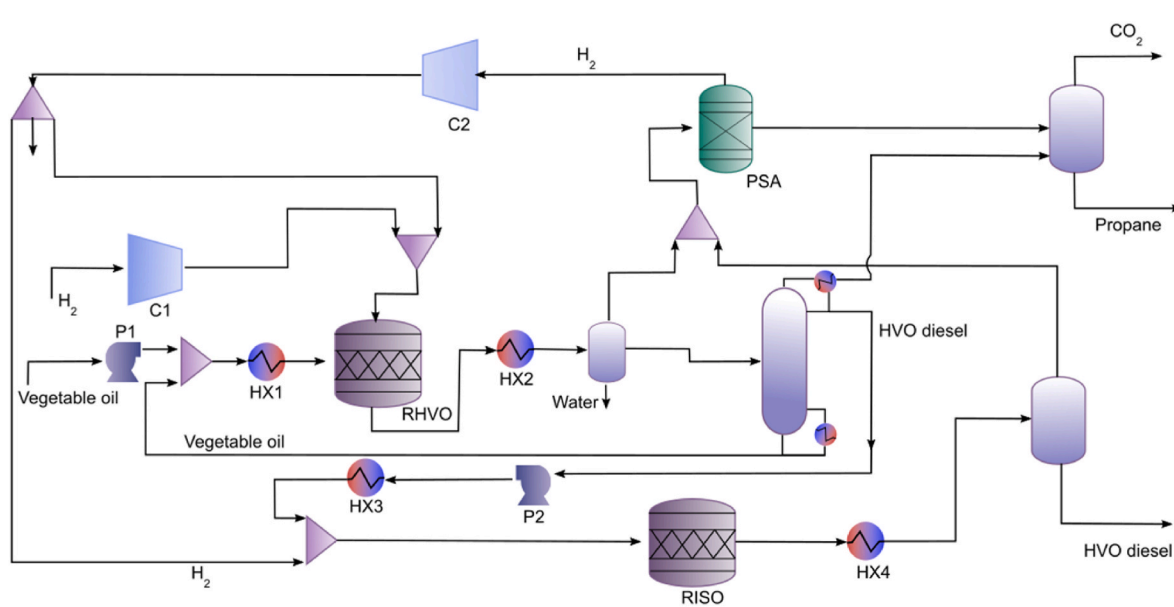 CO₂
H₂
C2
PSA
Propane
H₂
C1
P1
HVO diesel
Vegetable oil
HX1
RHVO
HX2
Water
Vegetable oil
HX3
P2
HVO diesel
H₂
RISO
HX4